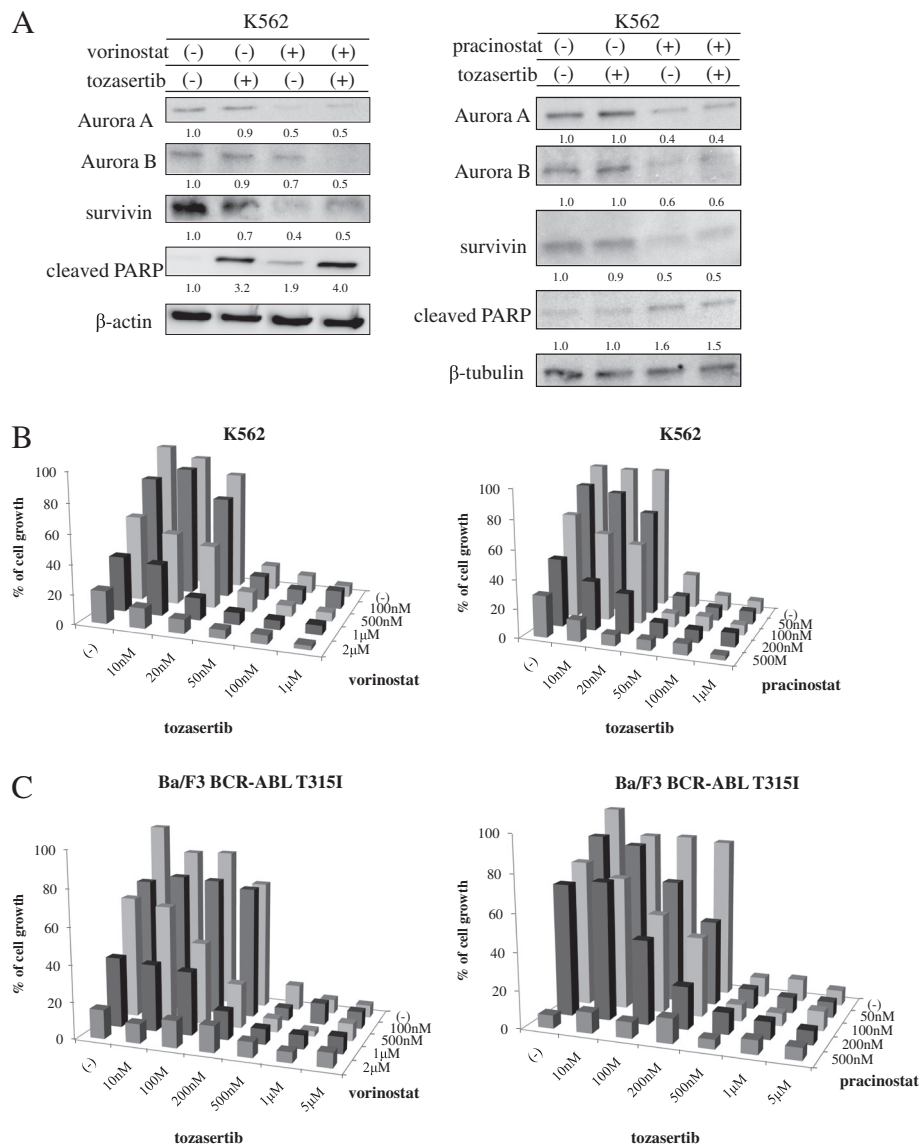 A
K562
vorinostat (-) (-) (+) (+)
tozasertib (-) (+) (-) (+)
Aurora A
1.0 0.9 0.5 0.5
Aurora B
1.0 0.9 0.7 0.5
survivin
1.0 0.7 0.4 0.5
cleaved PARP
1.0 3.2 1.9 4.0
β-actin
K562
pracinostat (-) (-) (+) (+)
tozasertib (-) (+) (-) (+)
Aurora A
1.0 1.0 0.4 0.4
Aurora B
1.0 1.0 0.6 0.6
survivin
1.0 0.9 0.5 0.5
cleaved PARP
1.0 1.0 1.6 1.5
β-tubulin
B
K562
% of cell growth
100
80
60
40
20
0
(-) 10nM 20nM 50nM 100nM 1μM
tozasertib
(-)
100nM
500nM
1μM
2μM
vorinostat
K562
% of cell growth
100
80
60
40
20
0
(-) 10nM 20nM 50nM 100nM 1μM
tozasertib
(-)
50nM
100nM
200nM
500M
pracinostat
C
Ba/F3 BCR-ABL T315I
% of cell growth
100
80
60
40
20
0
(-) 10nM 100M 200nM 500nM 1μM 5μM
tozasertib
(-)
100nM
500nM
1μM
2μM
vorinostat
Ba/F3 BCR-ABL T315I
% of cell growth
100
80
60
40
20
0
(-) 10nM 100M 200nM 500nM 1μM 5μM
tozasertib
(-)
50nM
100nM
200nM
500nM
pracinostat